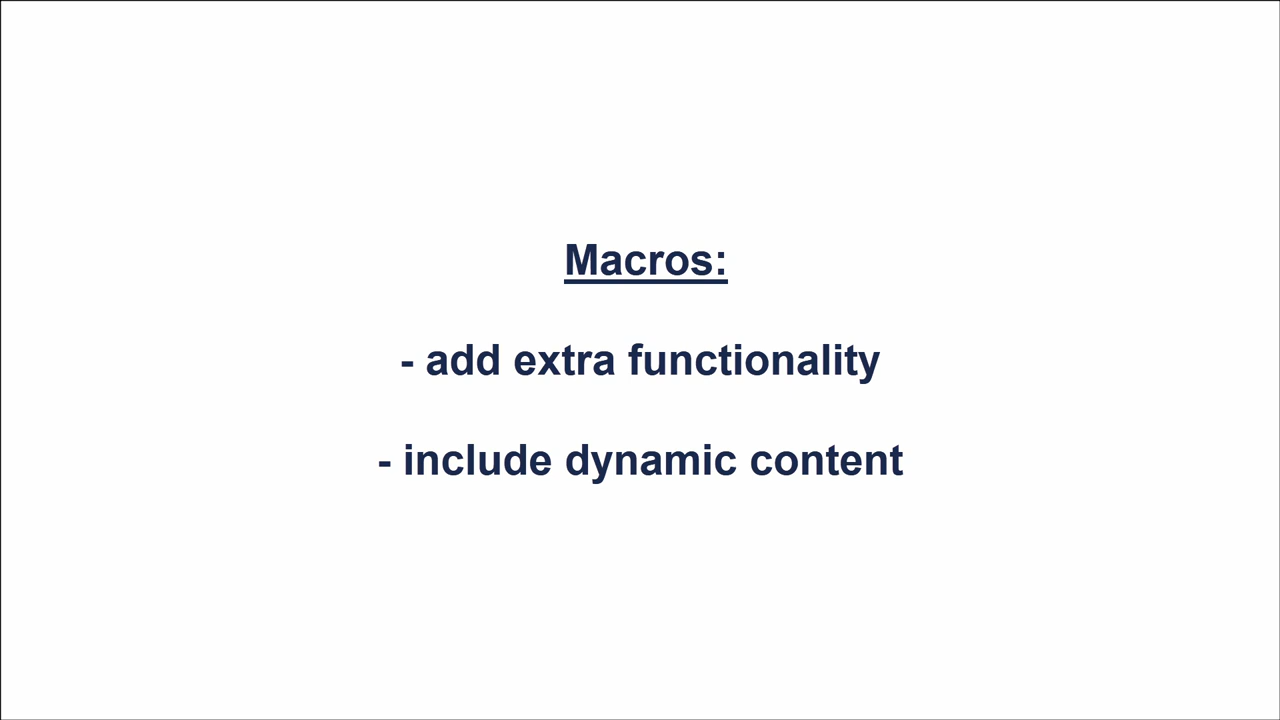 Macros:
- add extra functionality
- include dynamic content